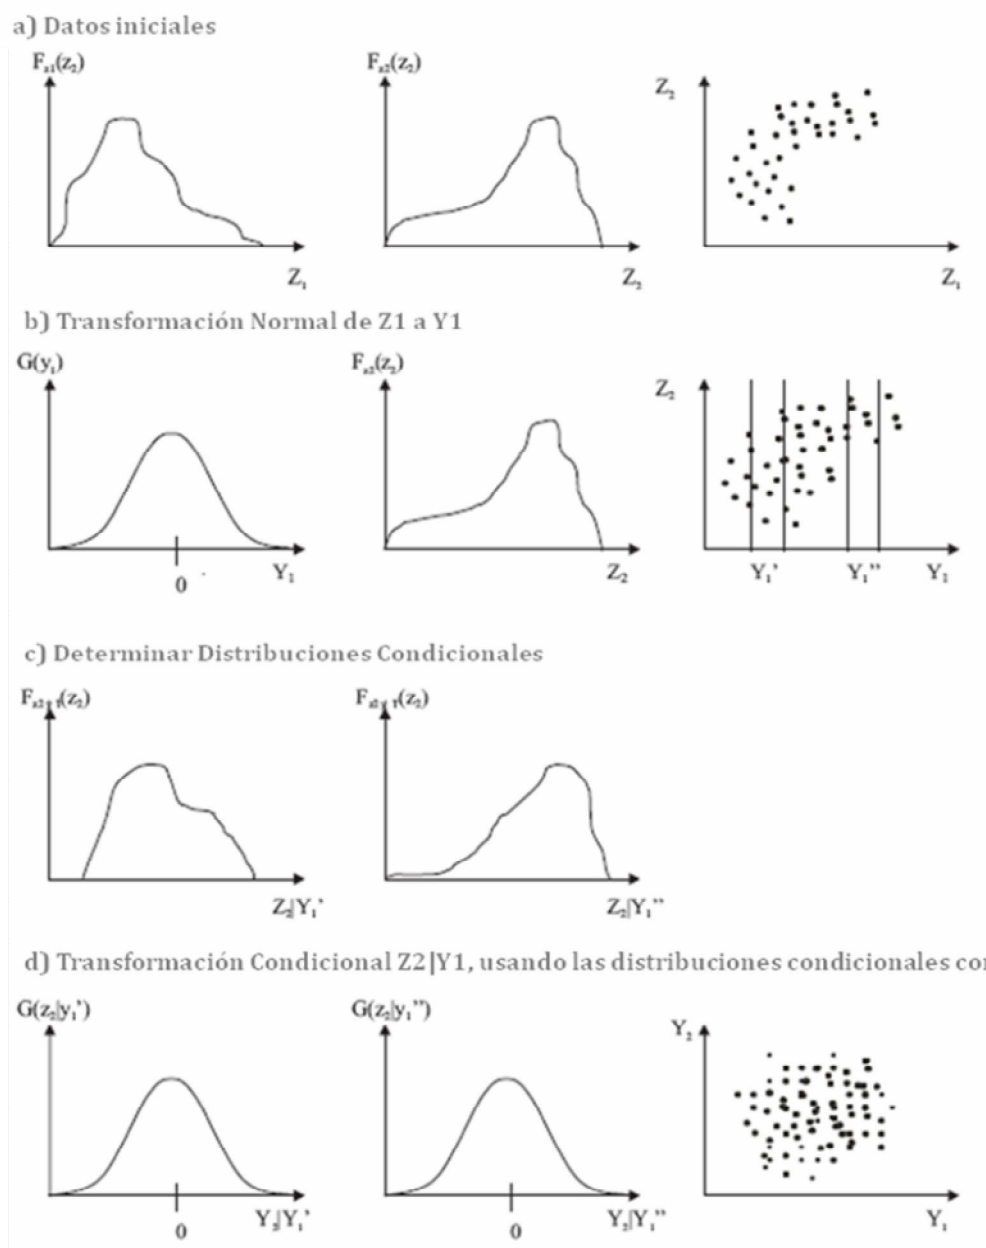 a) Datos iniciales
Fz1(z2)
Fz2(z2)
Z2
Z1
Z2
Z1
b) Transformación Normal de Z1 a Y1
G(y1)
Fz2(z2)
Z2
0
Y1
Z2
Y1’
Y1’’
Y1
c) Determinar Distribuciones Condicionales
Z2|Y1’
Z2|Y1’’
d) Transformación Condicional Z2|Y1, usando las distribuciones condicionales con
G(z2|y1’)
G(z2|y1’’)
Y2
0
Y2|Y1’
0
Y2|Y1’’
Y1